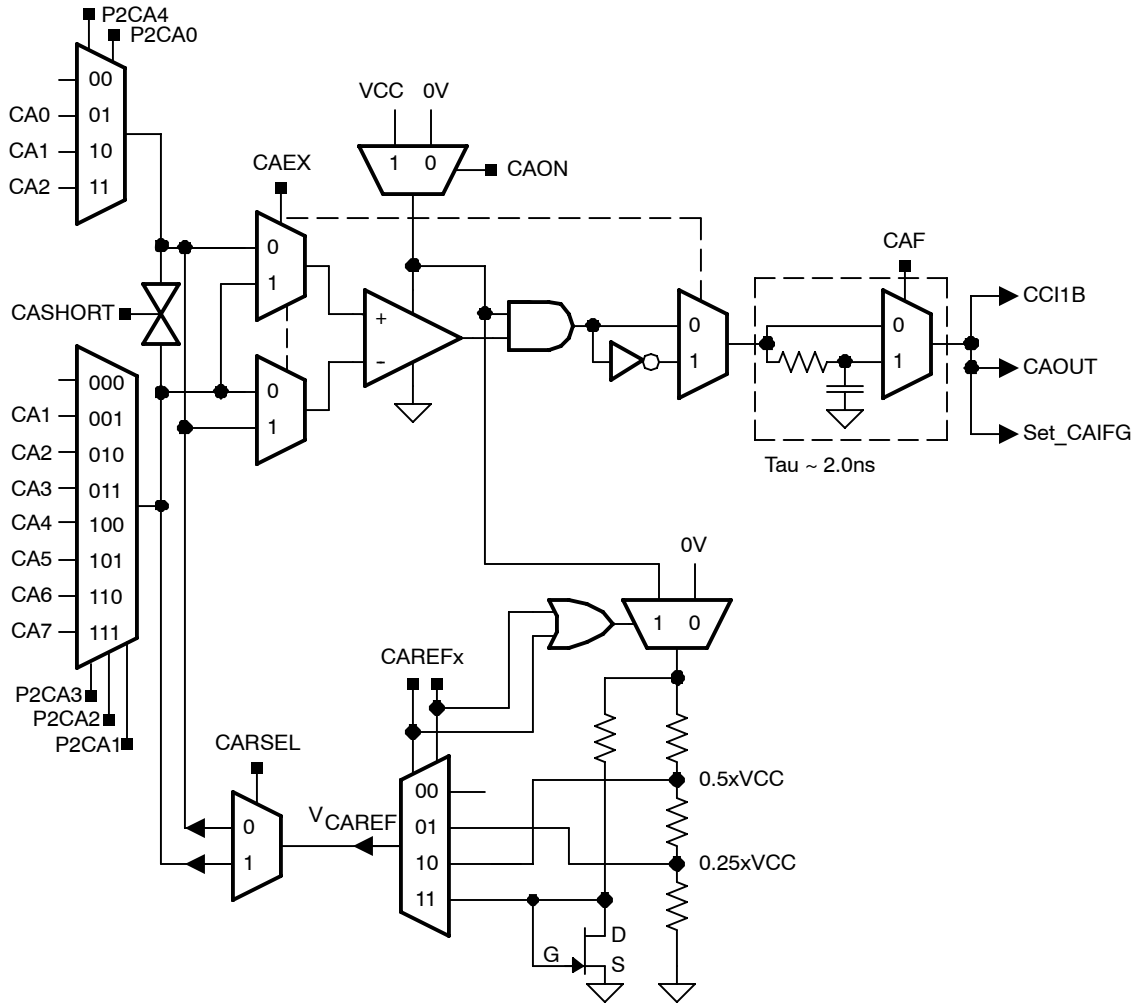 P2CA4
P2CA0
00
CA0 01
CA1 10
CA2 11
VCC 0V
1 0
CAON
CAEX
0
1
CASHORT
+
-
0
1
0
1
CAF
0
1
CCI1B
CAOUT
Set_CAIFG
Tau ~ 2.0ns
000
CA1 001
CA2 010
CA3 011
CA4 100
CA5 101
CA6 110
CA7 111
P2CA3
P2CA2
P2CA1
0V
1 0
CAREFx
CARSEL
0
1
VCAREF
00
01
10
11
0.5xVCC
0.25xVCC
G
D
S